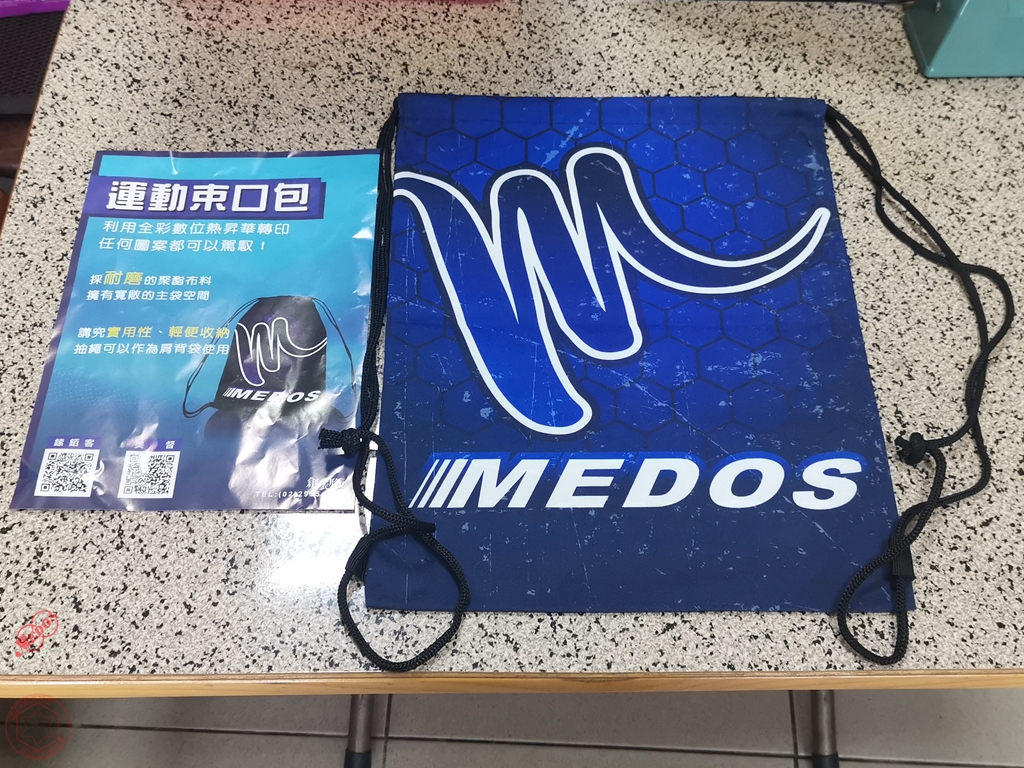 運動束口包
利用全彩數位熱昇華轉印
任何圖案都可以駕馭！
採耐磨的聚酯布料
擁有寬敞的主袋空間
講究實用性、輕便收納
抽繩可以作為肩背袋使用
MEDOS
TEL:(02)
MEDOS